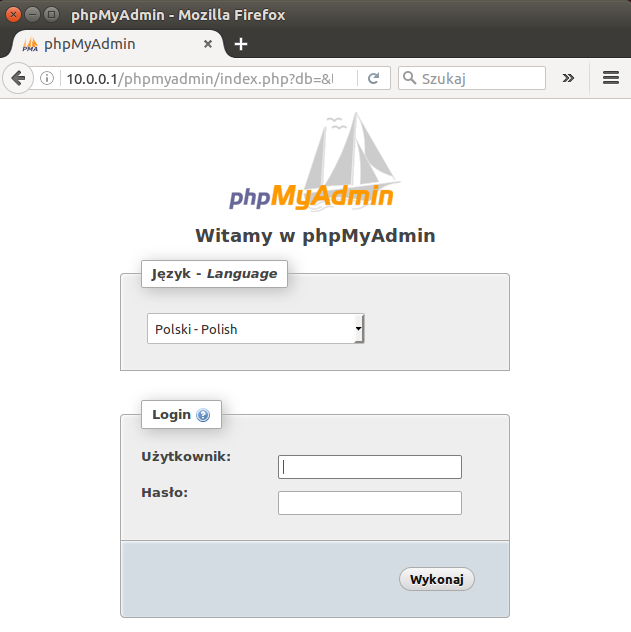 phpMyAdmin - Mozilla Firefox
PMA phpMyAdmin
10.0.0.1/phpmyadmin/index.php?db=&
Szukaj
phpMyAdmin
Witamy w phpMyAdmin
Język - Language
Polski - Polish
Login ?
Użytkownik:
Hasło:
Wykonaj